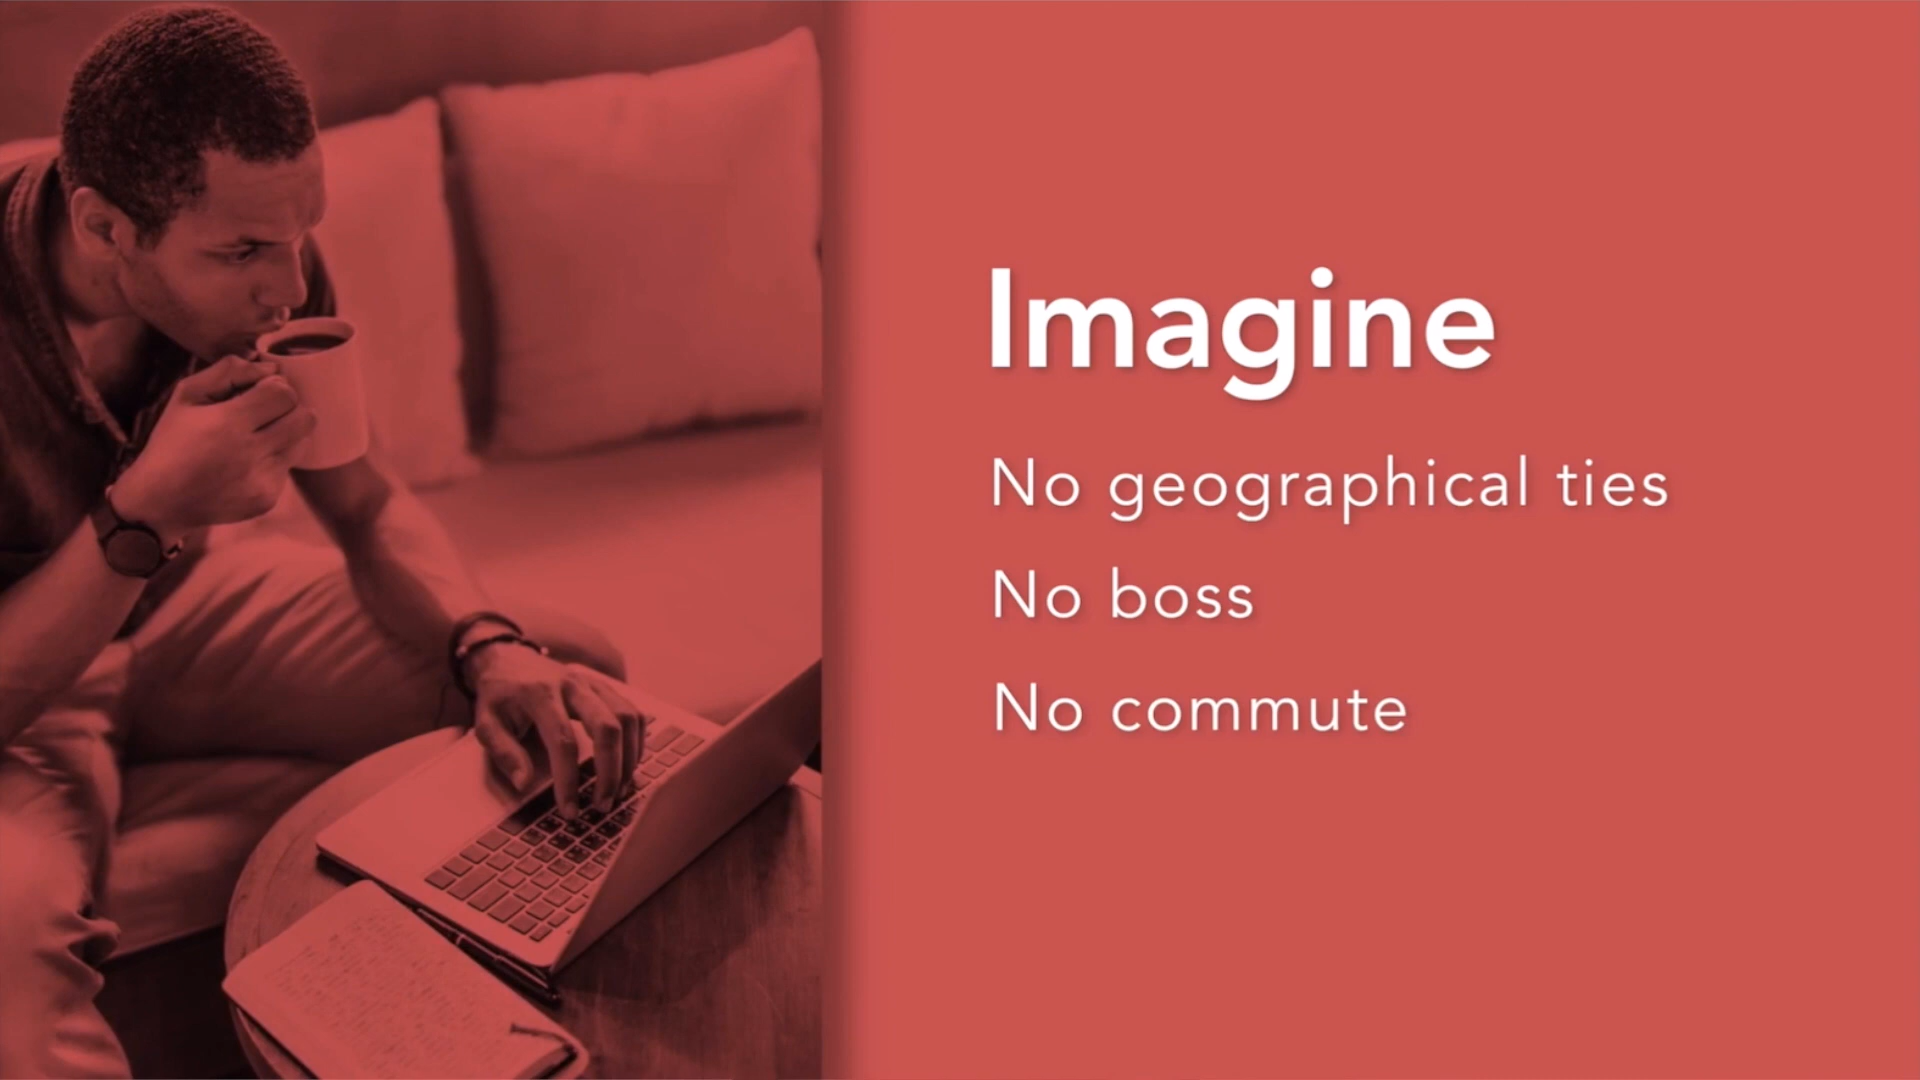 Imagine
No geographical ties
No boss
No commute